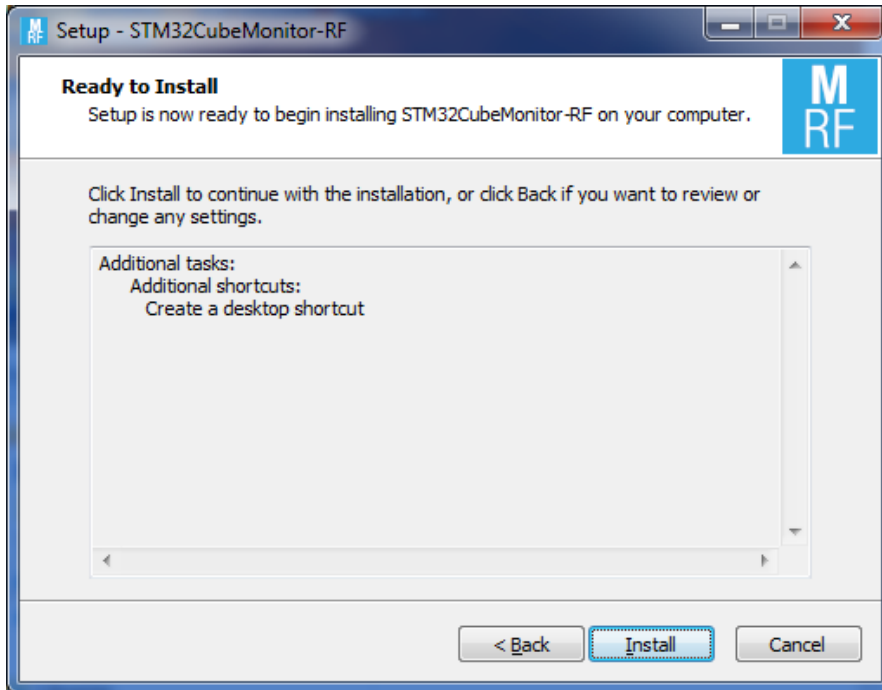 M
RF
Setup - STM32CubeMonitor-RF
Ready to Install
Setup is now ready to begin installing STM32CubeMonitor-RF on your computer.
M
RF
Click Install to continue with the installation, or click Back if you want to review or
change any settings.
Additional tasks:
Additional shortcuts:
Create a desktop shortcut
< Back
Install
Cancel